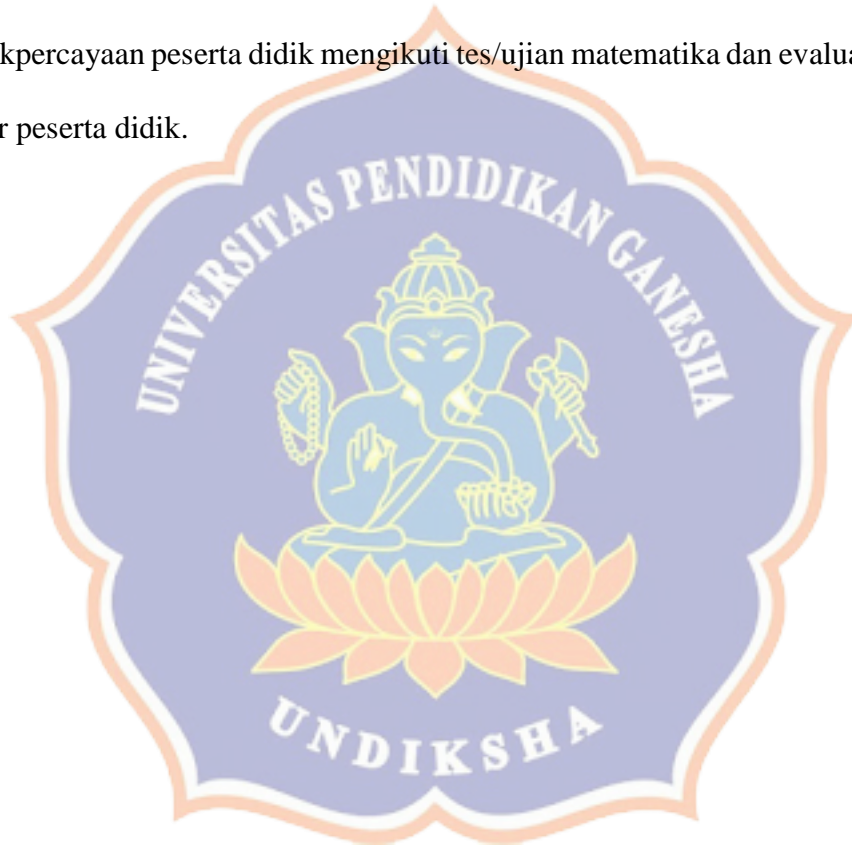 kpercayaan peserta didik mengikuti tes/ujian matematika dan evalua
r peserta didik.
UNIVERSITAS PENDIDIKAN GANESHA
UNDIKSHA